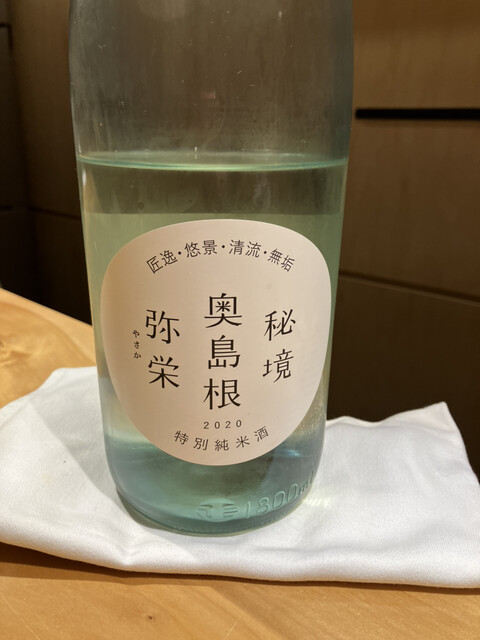 匠逸・悠景・清流・無垢
秘境
奥島根
弥栄
やさか
2020
特別純米酒
1800ml